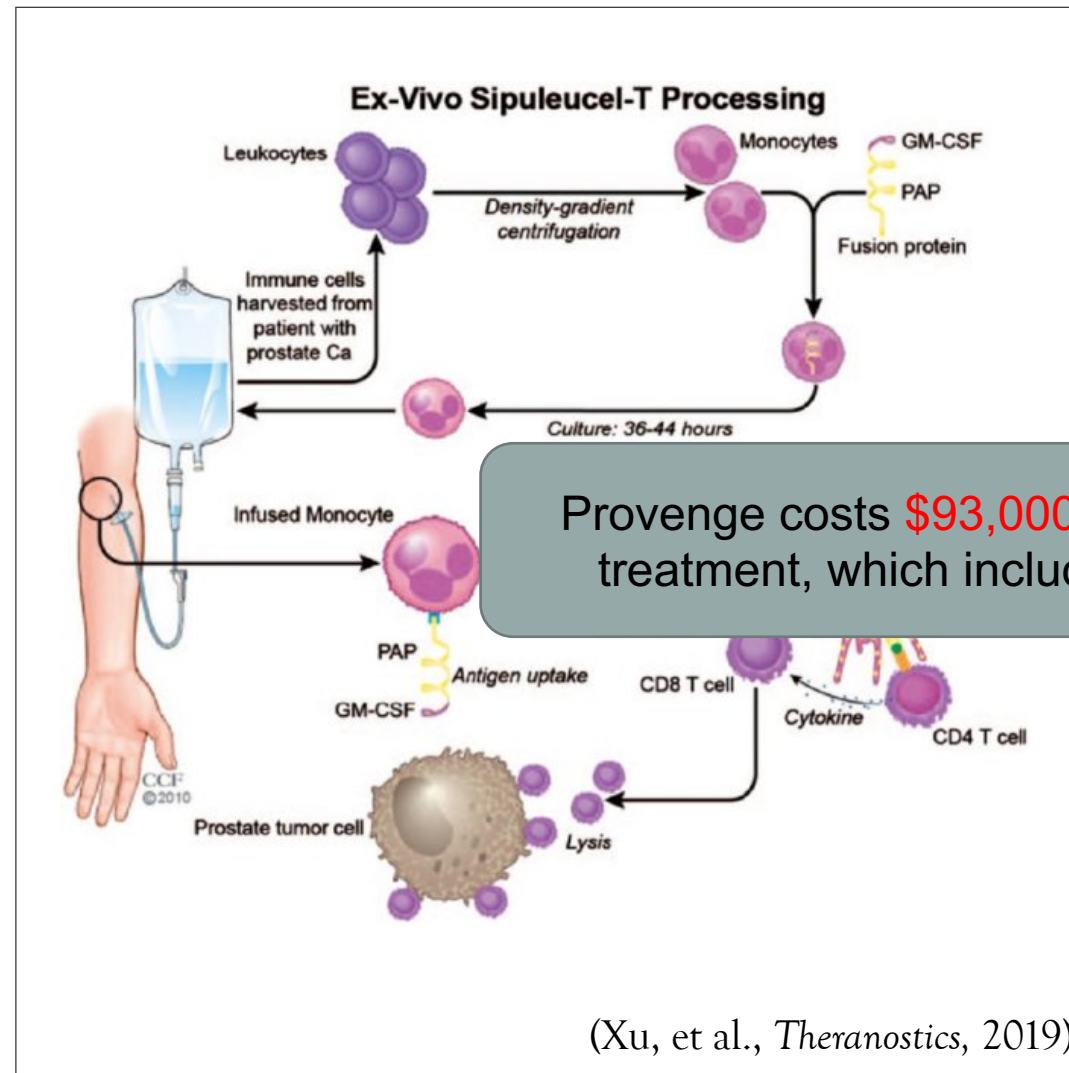 Ex-Vivo Sipuleucel-T Processing
Leukocytes
Monocytes
GM-CSF
PAP
Fusion protein
Density-gradient
centrifugation
Immune cells
harvested from
patient with
prostate Ca
Culture: 36-44 hours
Infused Monocyte
Provenge costs $93,000
treatment, which
PAP
Antigen uptake
GM-CSF
CD8 T cell
Cytokine
CD4 T cell
CCF
©2010
Prostate tumor cell
Lysis
(Xu, et al., Theranostics, 2019)